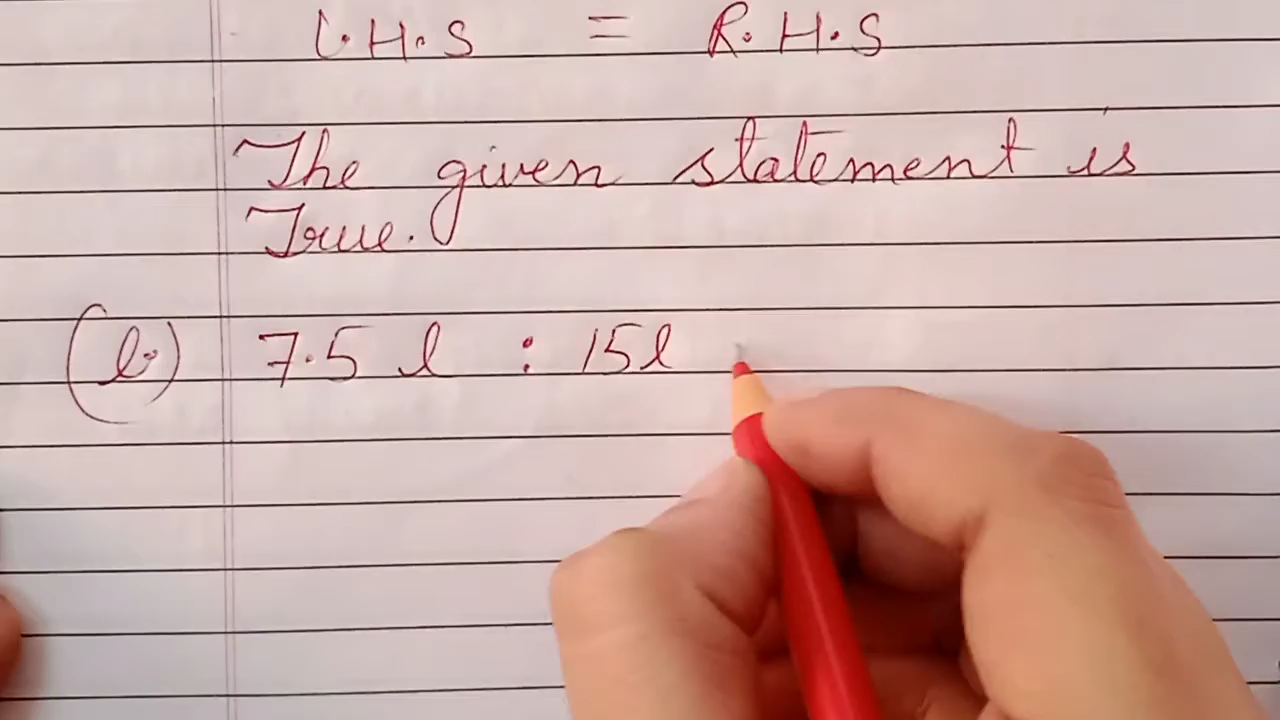 L.H.S = R.H.S
The given statement is
True.
(b.) 7.5 l : 15l